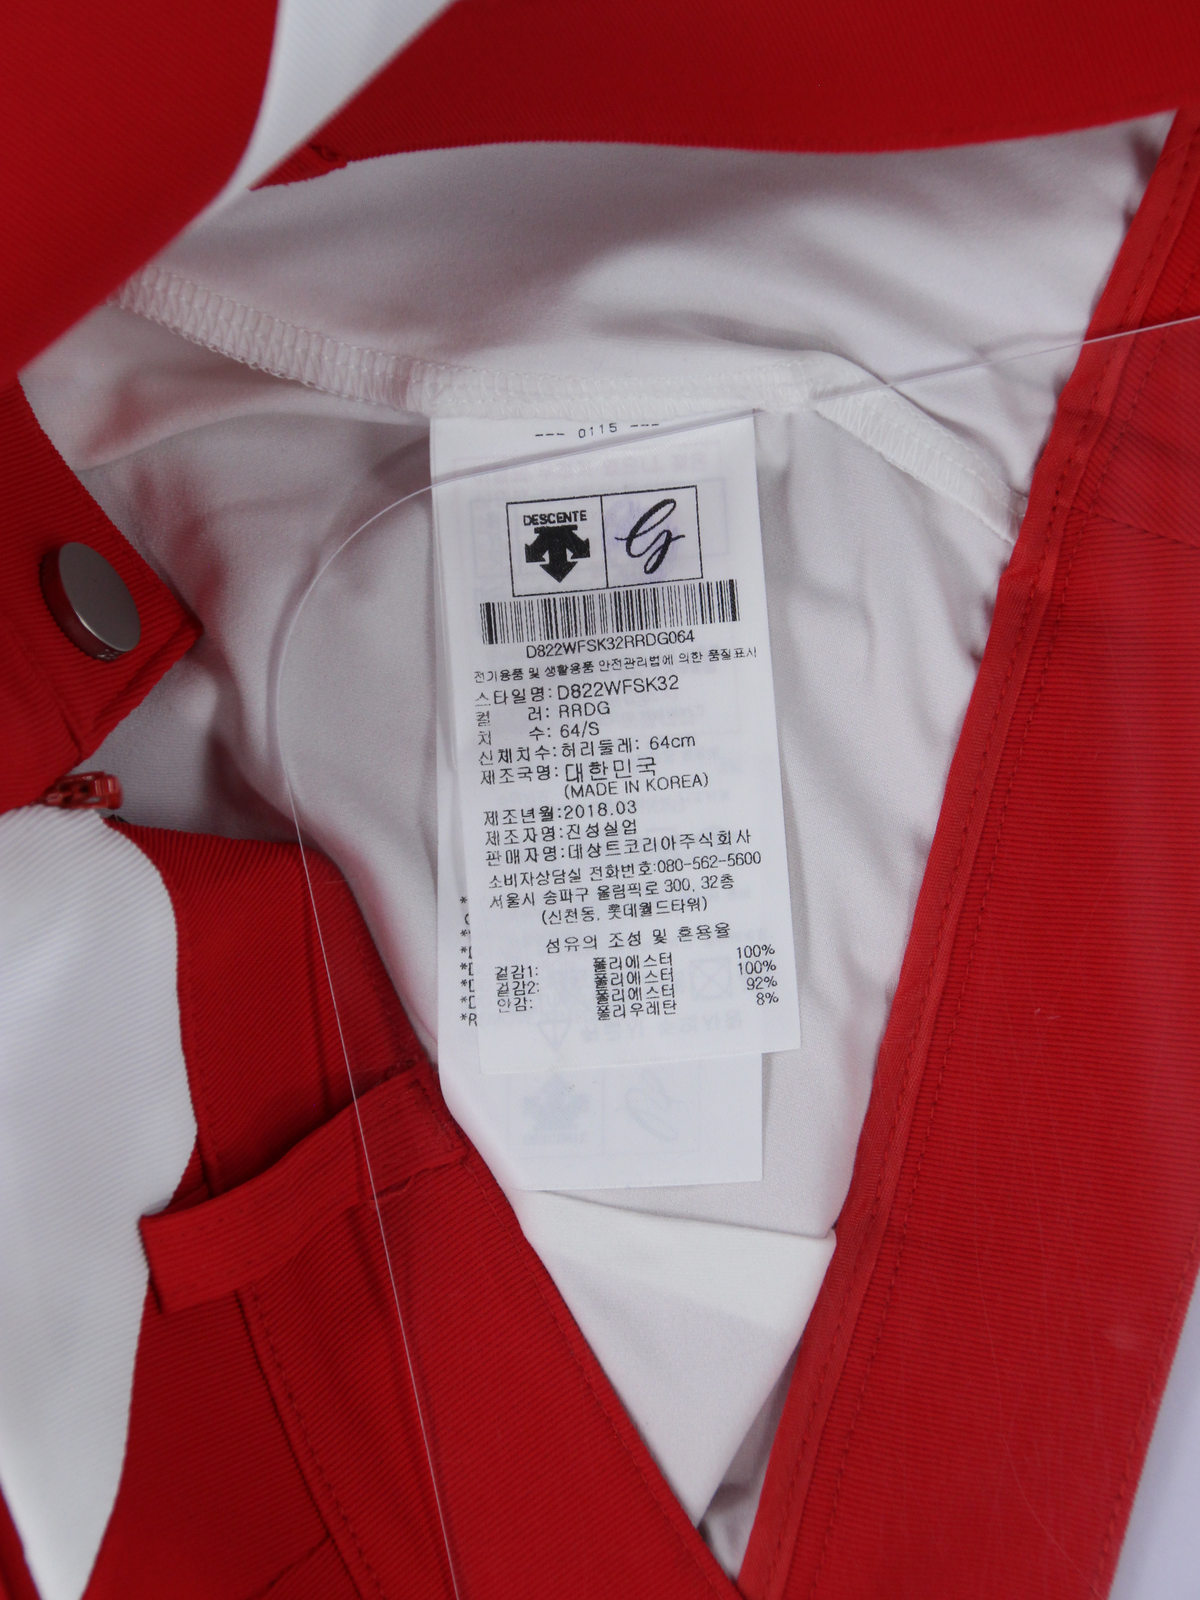 --- 0115 ---
DESCENTE
G
D822WFSK32RRDG064
전기용품 및 생활용품 안전관리법에 의한 품질표시
스타일명: D822WFSK32
컬 러: RRDG
치 수: 64/S
신체치수: 허리둘레: 64cm
제조국명: 대한민국
(MADE IN KOREA)
제조년월:2018.03
제조자명:진성실업
판매자명:데상트코리아주식회사
소비자상담실 전화번호:080-562-5600
서울시 송파구 올림픽로 300, 32층
(신천동, 롯데월드타워)
섬유의 조성 및 혼용율
겉감1: 폴리에스터 100%
겉감2: 폴리에스터 100%
안감: 폴리에스터 92%
폴리우레탄 8%